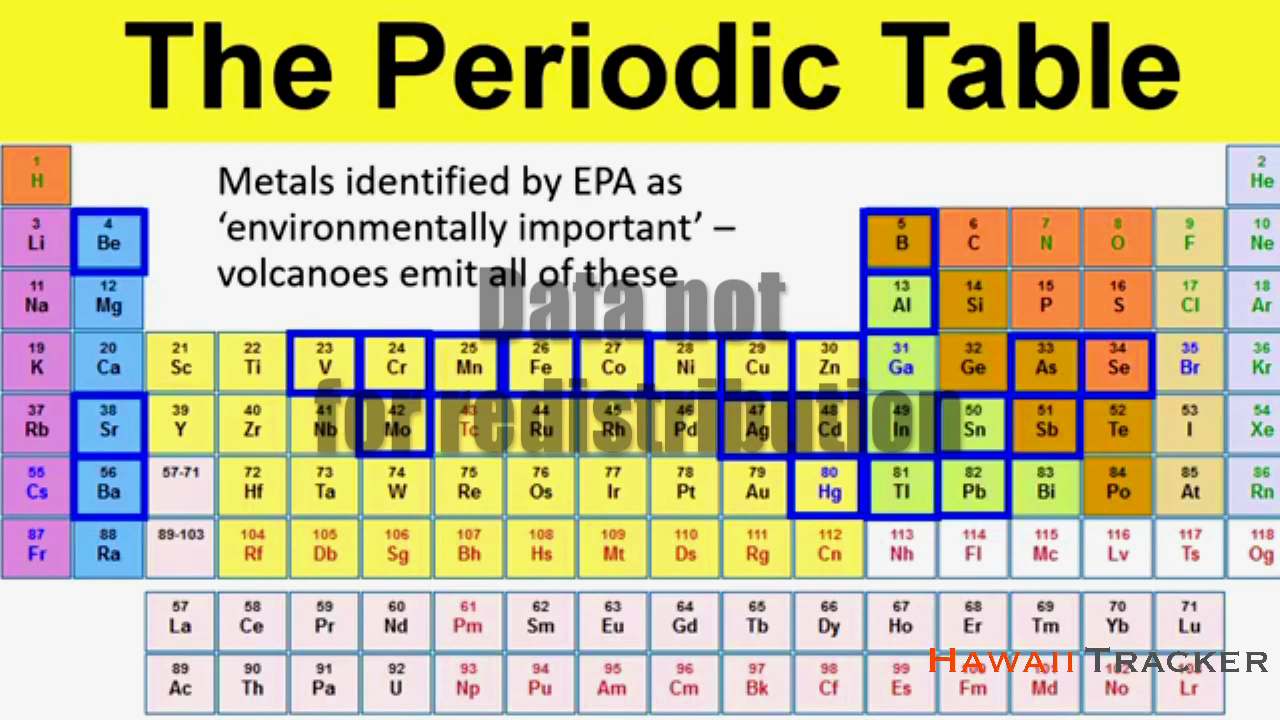 The Periodic Table
Metals identified by EPA as
‘environmentally important’ –
volcanoes emit all of these
Data not
for redistribution
1 2
H He
3 4 5 6 7 8 9 10
Li Be B C N O F Ne
11 12 13 14 15 16 17 18
Na Mg Al Si P S Cl Ar
19 20 21 22 23 24 25 26 27 28 29 30 31 32 33 34 35 36
K Ca Sc Ti V Cr Mn Fe Co Ni Cu Zn Ga Ge As Se Br Kr
37 38 39 40 41 42 43 44 45 46 47 48 49 50 51 52 53 54
Rb Sr Y Zr Nb Mo Tc Ru Rh Pd Ag Cd In Sn Sb Te I Xe
55 56 57-71 72 73 74 75 76 77 78 79 80 81 82 83 84 85 86
Cs Ba Hf Ta W Re Os Ir Pt Au Hg Tl Pb Bi Po At Rn
87 88 89-103 104 105 106 107 108 109 110 111 112 113 114 115 116 117 118
Fr Ra Rf Db Sg Bh Hs Mt Ds Rg Cn Nh Fl Mc Lv Ts Og
57 58 59 60 61 62 63 64 65 66 67 68 69 70 71
La Ce Pr Nd Pm Sm Eu Gd Tb Dy Ho Er Tm Yb Lu
89 90 91 92 93 94 95 96 97 98 99 100 101 102 103
Ac Th Pa U Np Pu Am Cm Bk Cf Es Fm Md No Lr
HAWAII TRACKER